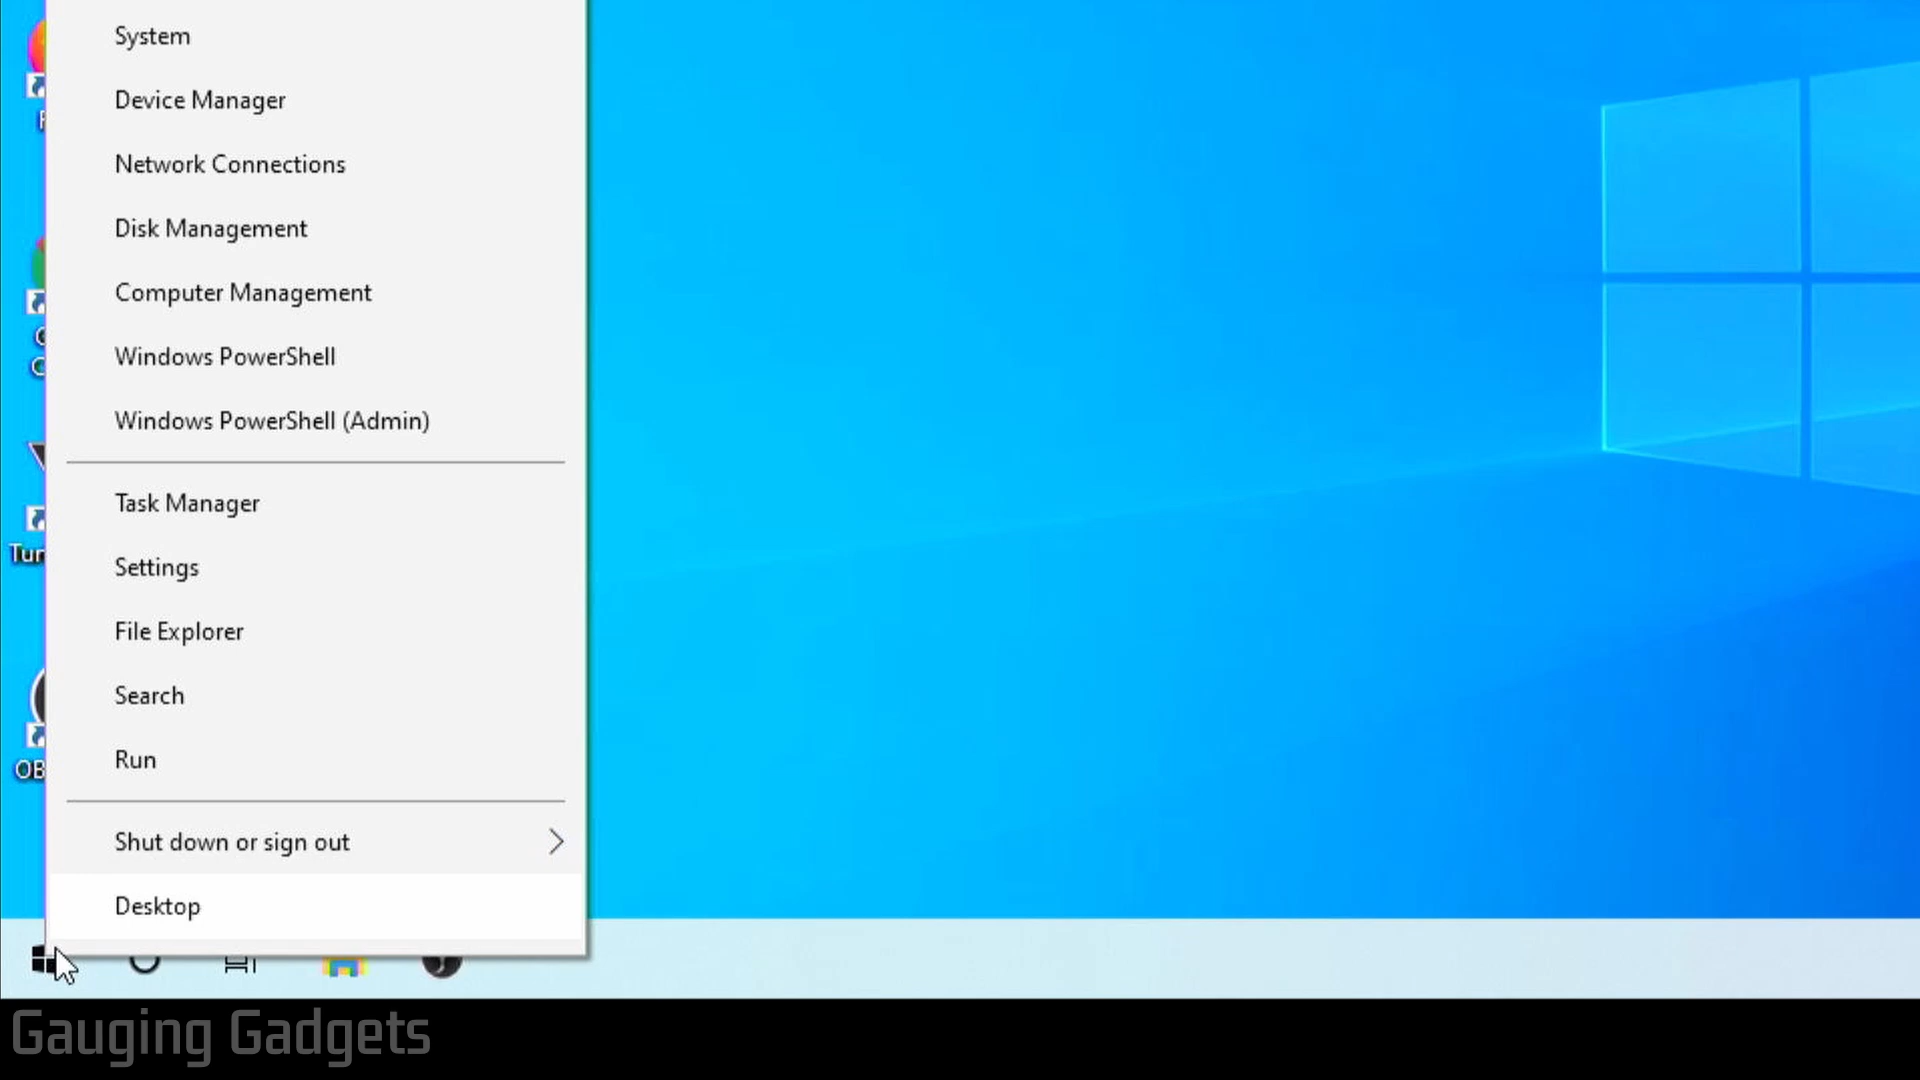 System
Device Manager
Network Connections
Disk Management
Computer Management
Windows PowerShell
Windows PowerShell (Admin)
Task Manager
Settings
File Explorer
Search
Run
Shut down or sign out
Desktop
Gauging Gadgets